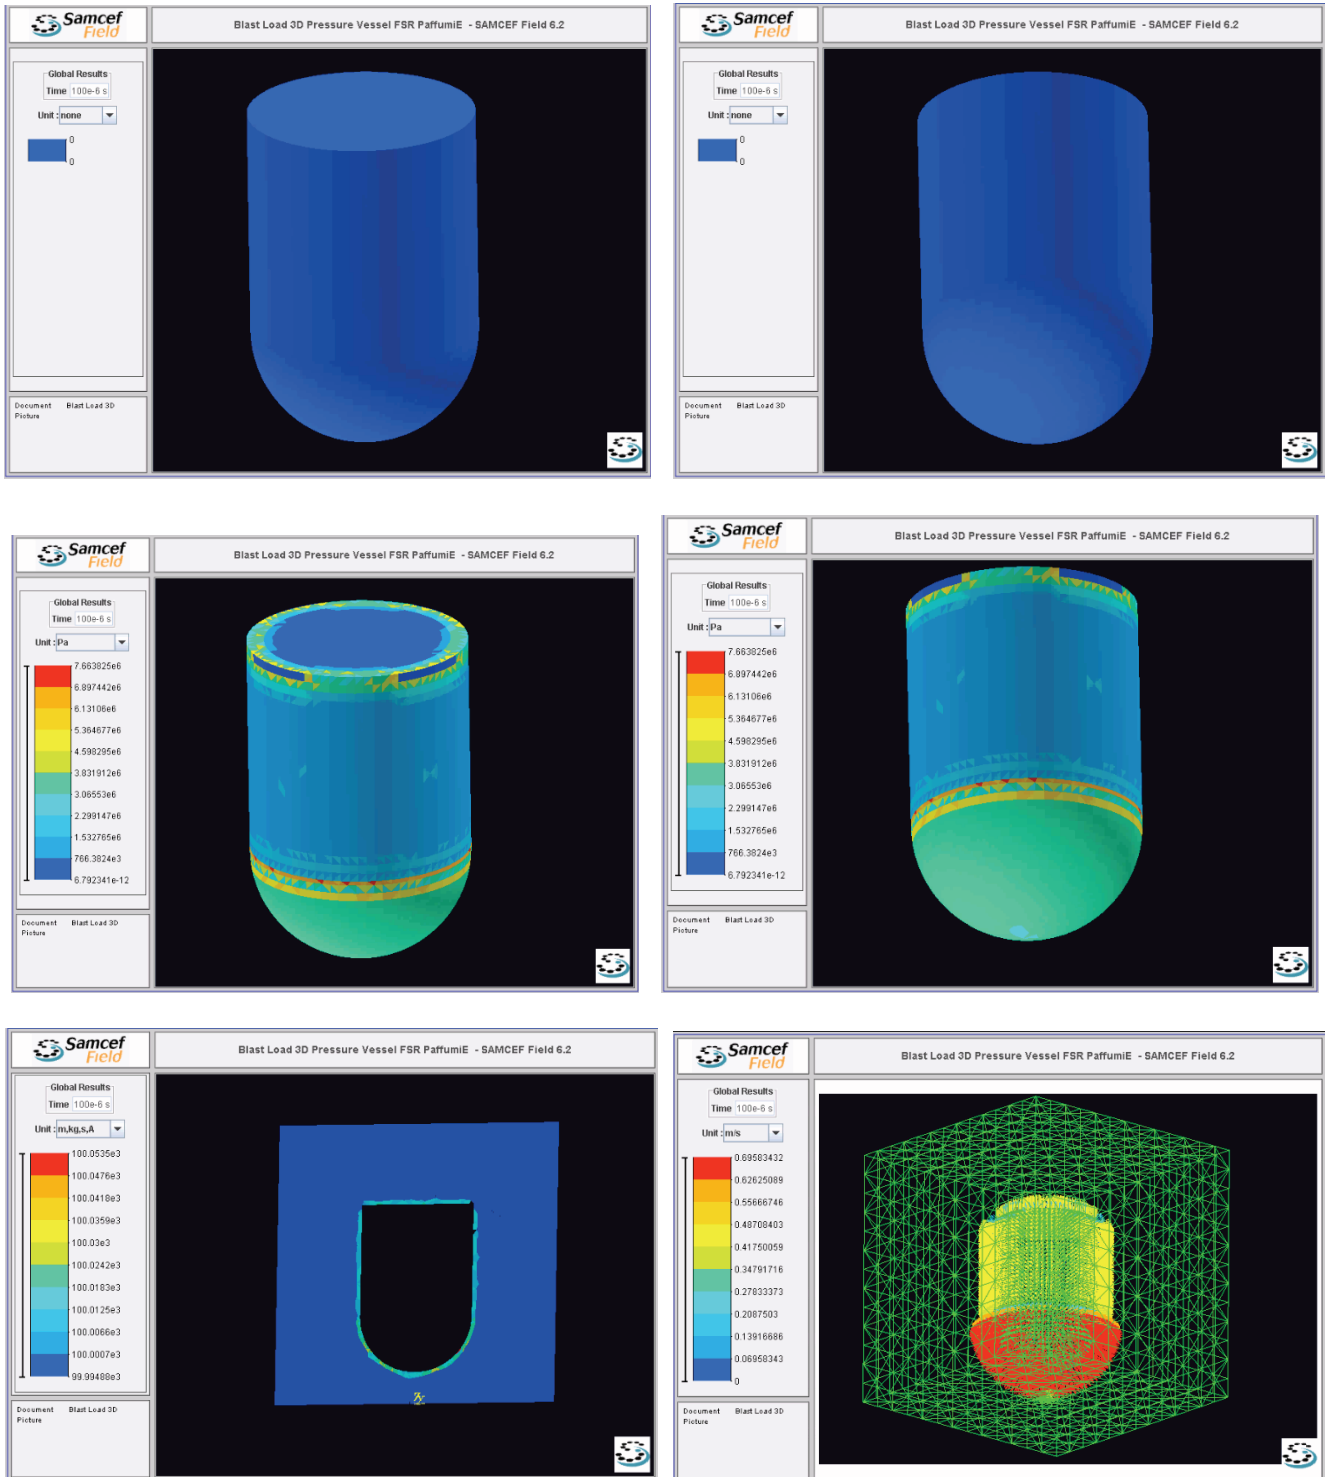 Samcef
Field
Blast Load 3D Pressure Vessel FSR PaffumiE - SAMCEF Field 6.2
Global Results
Time 100e-6 s
Unit : none
0
0
Document Blast Load 3D
Picture
Samcef
Field
Blast Load 3D Pressure Vessel FSR PaffumiE - SAMCEF Field 6.2
Global Results
Time 100e-6 s
Unit : none
0
0
Document Blast Load 3D
Picture
Samcef
Field
Blast Load 3D Pressure Vessel FSR PaffumiE - SAMCEF Field 6.2
Global Results
Time 100e-6 s
Unit : Pa
7.663825e6
6.897442e6
6.13106e6
5.364677e6
4.598295e6
3.831912e6
3.06553e6
2.299147e6
1.532765e6
766.3824e3
6.792341e-12
Document Blast Load 3D
Picture
Samcef
Field
Blast Load 3D Pressure Vessel FSR PaffumiE - SAMCEF Field 6.2
Global Results
Time 100e-6 s
Unit : Pa
7.663825e6
6.897442e6
6.13106e6
5.364677e6
4.598295e6
3.831912e6
3.06553e6
2.299147e6
1.532765e6
766.3824e3
6.792341e-12
Document Blast Load 3D
Picture
Samcef
Field
Blast Load 3D Pressure Vessel FSR PaffumiE - SAMCEF Field 6.2
Global Results
Time 100e-6 s
Unit : m,kg,s,A
100.0535e3
100.0476e3
100.0418e3
100.0359e3
100.03e3
100.0242e3
100.0183e3
100.0125e3
100.0066e3
100.0007e3
99.99488e3
Document Blast Load 3D
Picture
Samcef
Field
Blast Load 3D Pressure Vessel FSR PaffumiE - SAMCEF Field 6.2
Global Results
Time 100e-6 s
Unit : m/s
0.69583432
0.62625089
0.55666746
0.48708403
0.41750059
0.34791716
0.27833373
0.2087503
0.13916686
0.06958343
0
Document Blast Load 3D
Picture